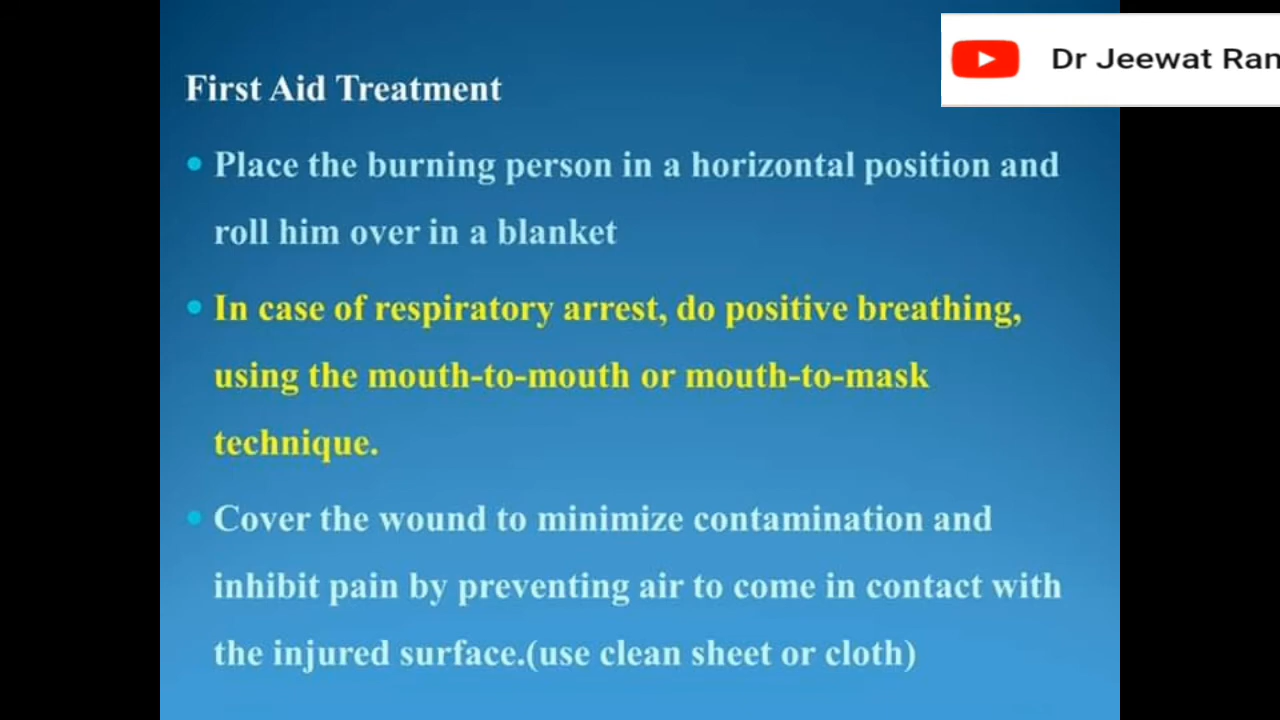 Dr Jeewat Ran
First Aid Treatment
• Place the burning person in a horizontal position and
roll him over in a blanket
• In case of respiratory arrest, do positive breathing,
using the mouth-to-mouth or mouth-to-mask
technique.
• Cover the wound to minimize contamination and
inhibit pain by preventing air to come in contact with
the injured surface.(use clean sheet or cloth)